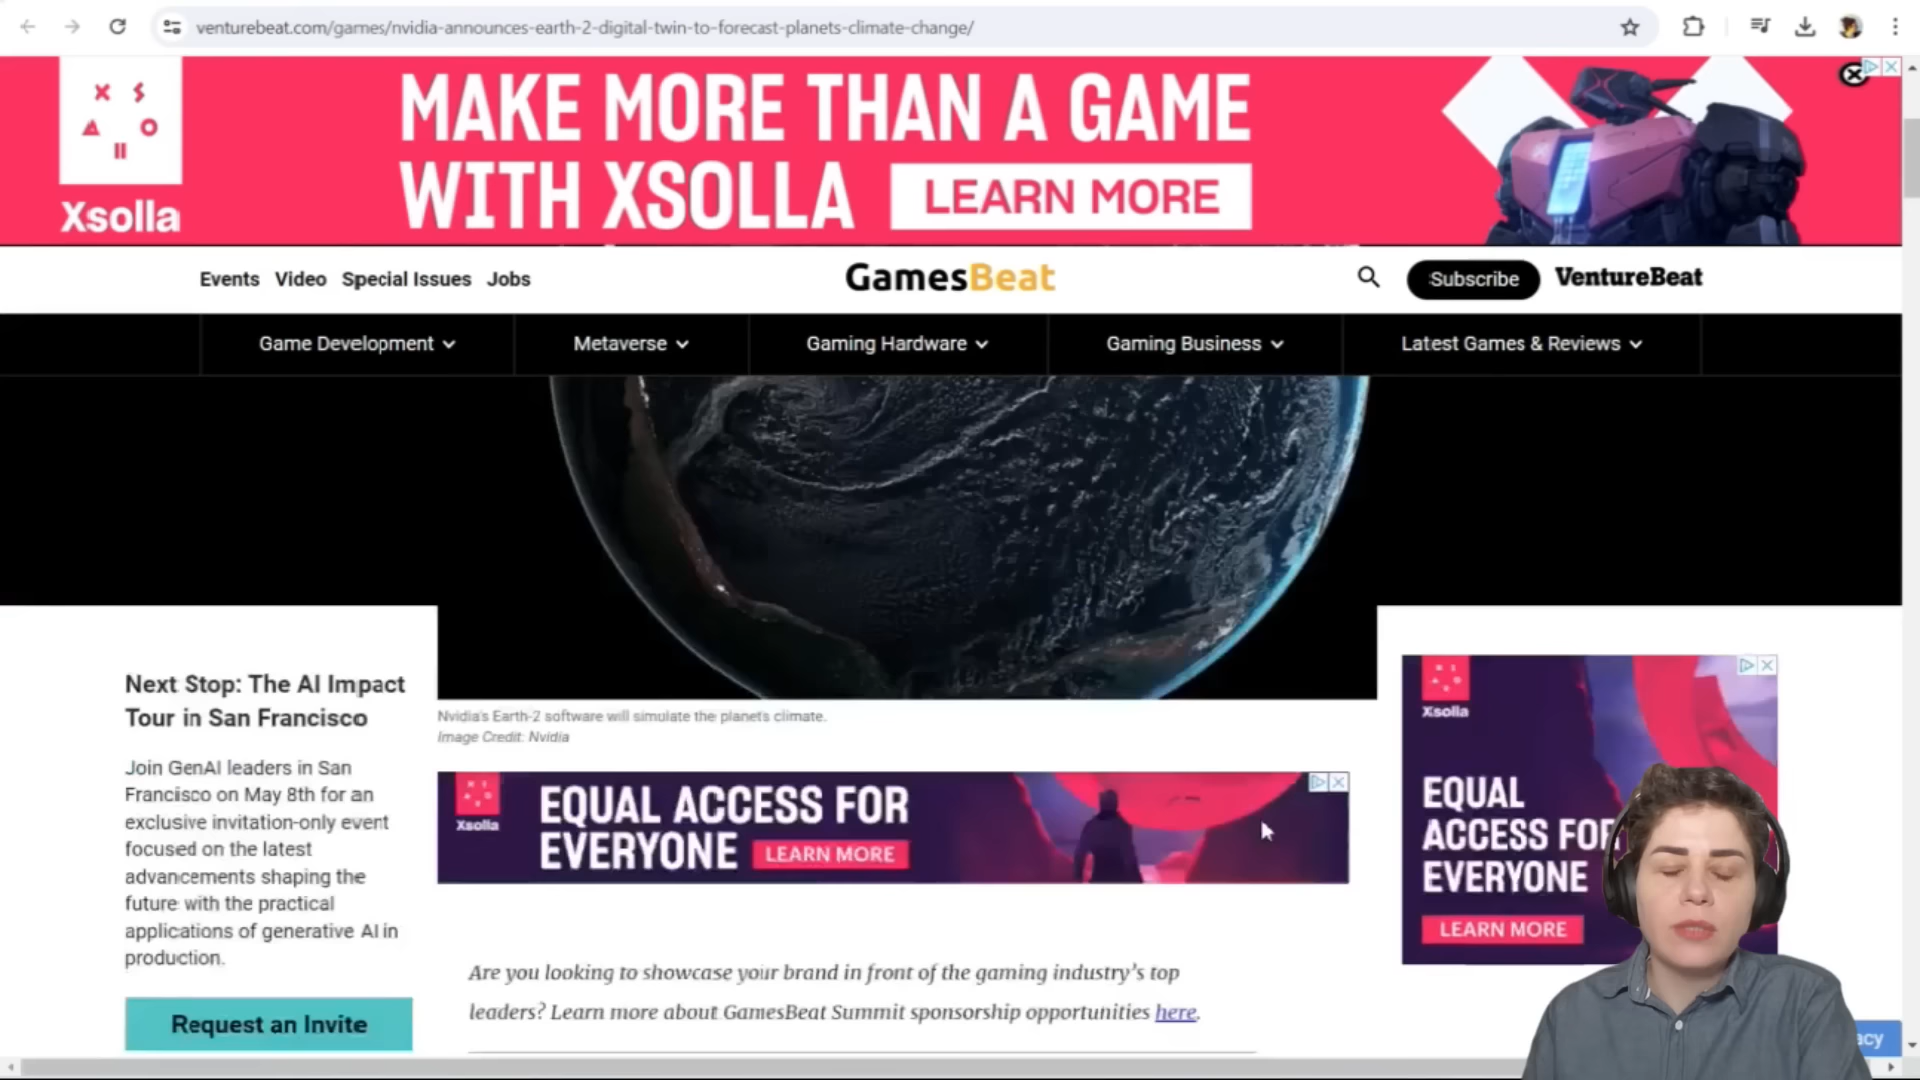 venturebeat.com/games/nvidia-announces-earth-2-digital-twin-to-forecast-planets-climate-change/
Xsolla
MAKE MORE THAN A GAME
WITH XSOLLA LEARN MORE
Events Video Special Issues Jobs
GamesBeat
Subscribe VentureBeat
Game Development Metaverse Gaming Hardware Gaming Business Latest Games & Reviews
Next Stop: The AI Impact
Tour in San Francisco
Join GenAI leaders in San
Francisco on May 8th for an
exclusive invitation-only event
focused on the latest
advancements shaping the
future with the practical
applications of generative AI in
production.
Request an Invite
Nvidia's Earth-2 software will simulate the planet's climate.
Image Credit: Nvidia
Xsolla
EQUAL ACCESS FOR
EVERYONE LEARN MORE
Are you looking to showcase your brand in front of the gaming industry's top
leaders? Learn more about GamesBeat Summit sponsorship opportunities here.
Xsolla
EQUAL
ACCESS FOR
EVERYONE
LEARN MORE